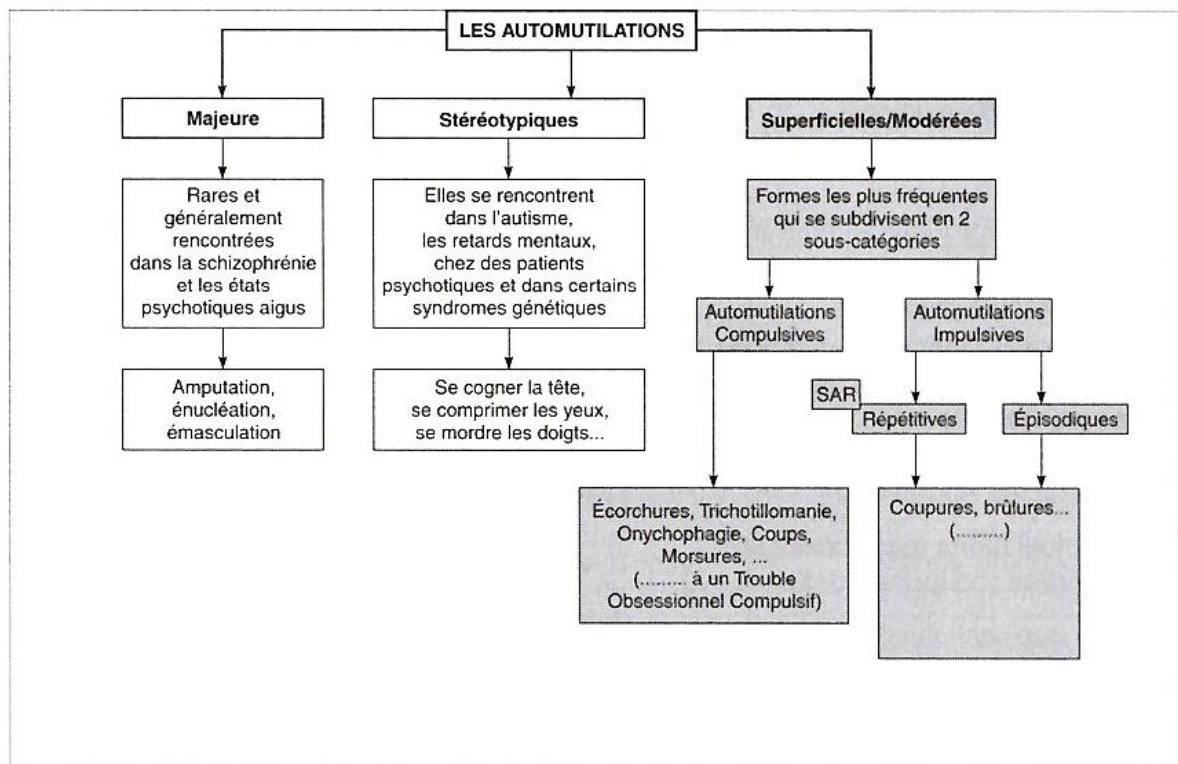 LES AUTOMUTILATIONS
Majeure
Rares et
généralement
rencontrées
dans la schizophrénie
et les états
psychotiques aigus
Amputation,
énucléation,
émasculation
Stéréotypiques
Elles se rencontrent
dans l'autisme,
les retards mentaux,
chez des patients
psychotiques et dans certains
syndromes génétiques
Se cogner la tête,
se comprimer les yeux,
se mordre les doigts...
Superficielles/Modérées
Formes les plus fréquentes
qui se subdivisent en 2
sous-catégories
Automutilations
Compulsives
Écorchures, Trichotillomanie,
Onychophagie, Coups,
Morsures, ...
(......... à un Trouble
Obsessionnel Compulsif)
Automutilations
Impulsives
SAR
Répétitives
Épisodiques
Coupures, brûlures...
(.........)